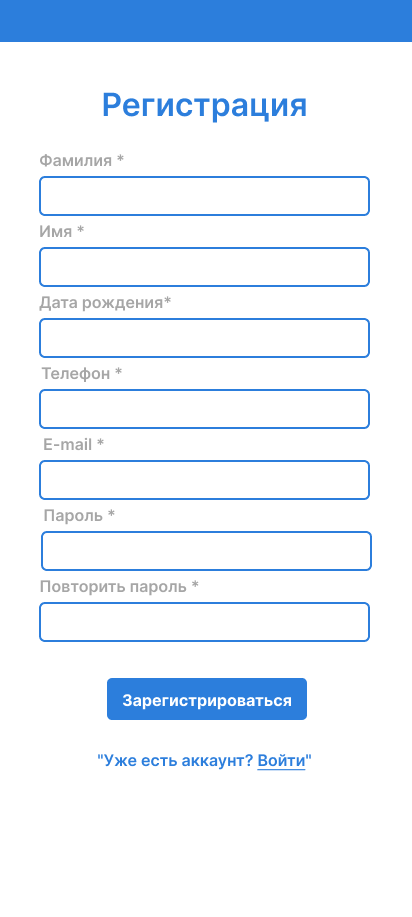 Регистрация
Фамилия *
Имя *
Дата рождения*
Телефон *
E-mail *
Пароль *
Повторить пароль *
Зарегистрироваться
"Уже есть аккаунт? Войти"